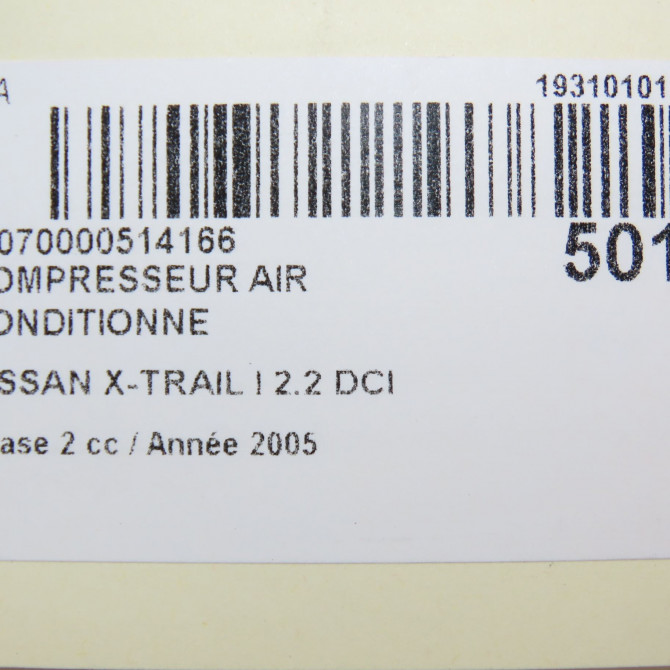 A 19310101
070000514166 501
OMPRESSEUR AIR
ONDITIONNE
SSAN X-TRAIL I 2.2 DCI
ase 2 cc / Année 2005